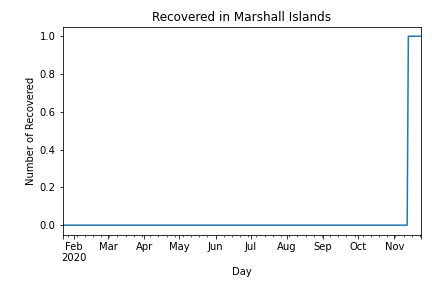 Recovered in Marshall Islands
Number of Recovered
1.0
0.8
0.6
0.4
0.2
0.0
Feb Mar Apr May Jun Jul Aug Sep Oct Nov
2020
Day